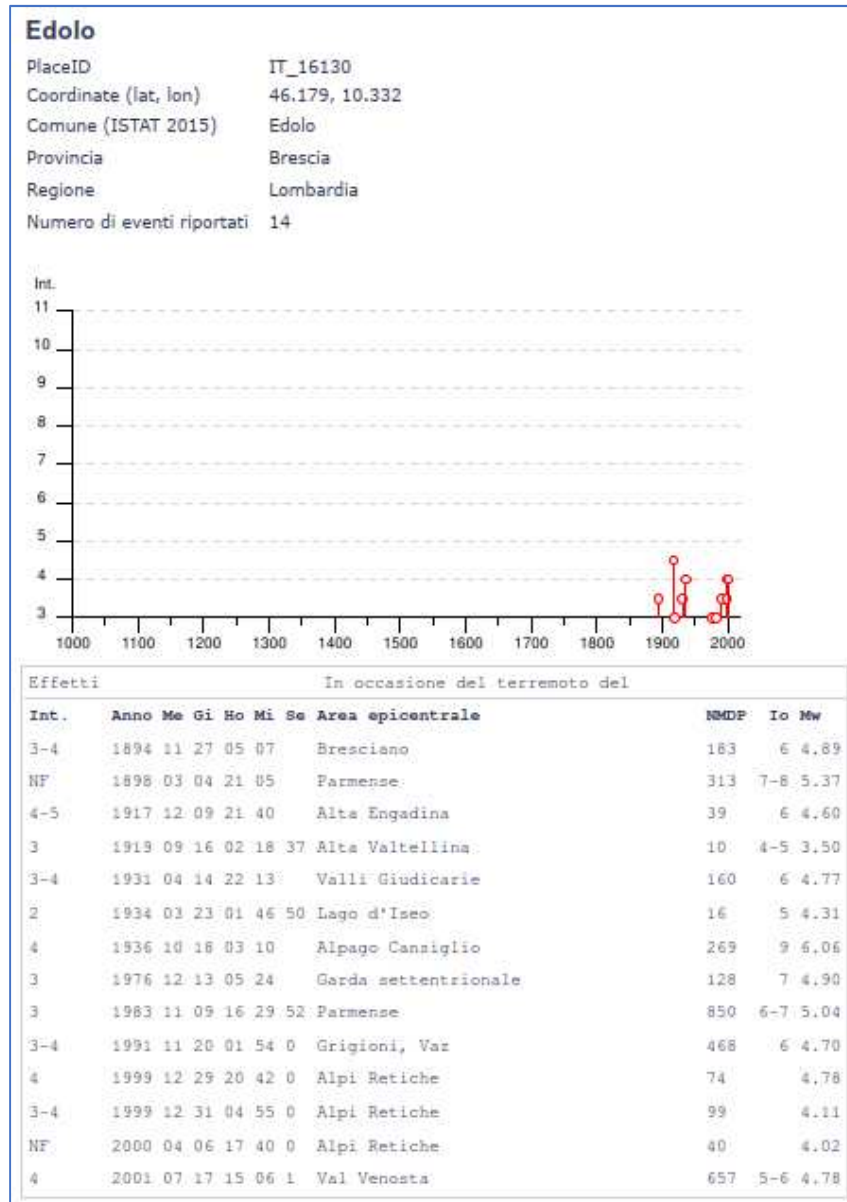 Edolo
PlaceID IT_16130
Coordinate (lat, lon) 46.179, 10.332
Comune (ISTAT 2015) Edolo
Provincia Brescia
Regione Lombardia
Numero di eventi riportati 14
Int.
11
10
9
8
7
6
5
4
3
1000 1100 1200 1300 1400 1500 1600 1700 1800 1900 2000
Effetti In occasione del terremoto del
Int. Anno Me Gi Ho Mi Se Area epicentrale NMDP Io Mw
3-4 1894 11 27 05 07 Bresciano 183 6 4.89
NF 1898 03 04 21 05 Parmense 313 7-8 5.37
4-5 1917 12 09 21 40 Alta Engadina 39 6 4.60
3 1919 09 16 02 18 37 Alta Valtellina 10 4-5 3.50
3-4 1931 04 14 22 13 Valli Giudicarie 160 6 4.77
2 1934 03 23 01 46 50 Lago d'Iseo 16 5 4.31
4 1936 10 18 03 10 Alpago Cansiglio 269 9 6.06
3 1976 12 13 05 24 Garda settentrionale 128 7 4.90
3 1983 11 09 16 29 52 Parmense 850 6-7 5.04
3-4 1991 11 20 01 54 0 Grigioni, Vaz 468 6 4.70
4 1999 12 29 20 42 0 Alpi Retiche 74 4.78
3-4 1999 12 31 04 55 0 Alpi Retiche 99 4.11
NF 2000 04 06 17 40 0 Alpi Retiche 40 4.02
4 2001 07 17 15 06 1 Val Venosta 657 5-6 4.78